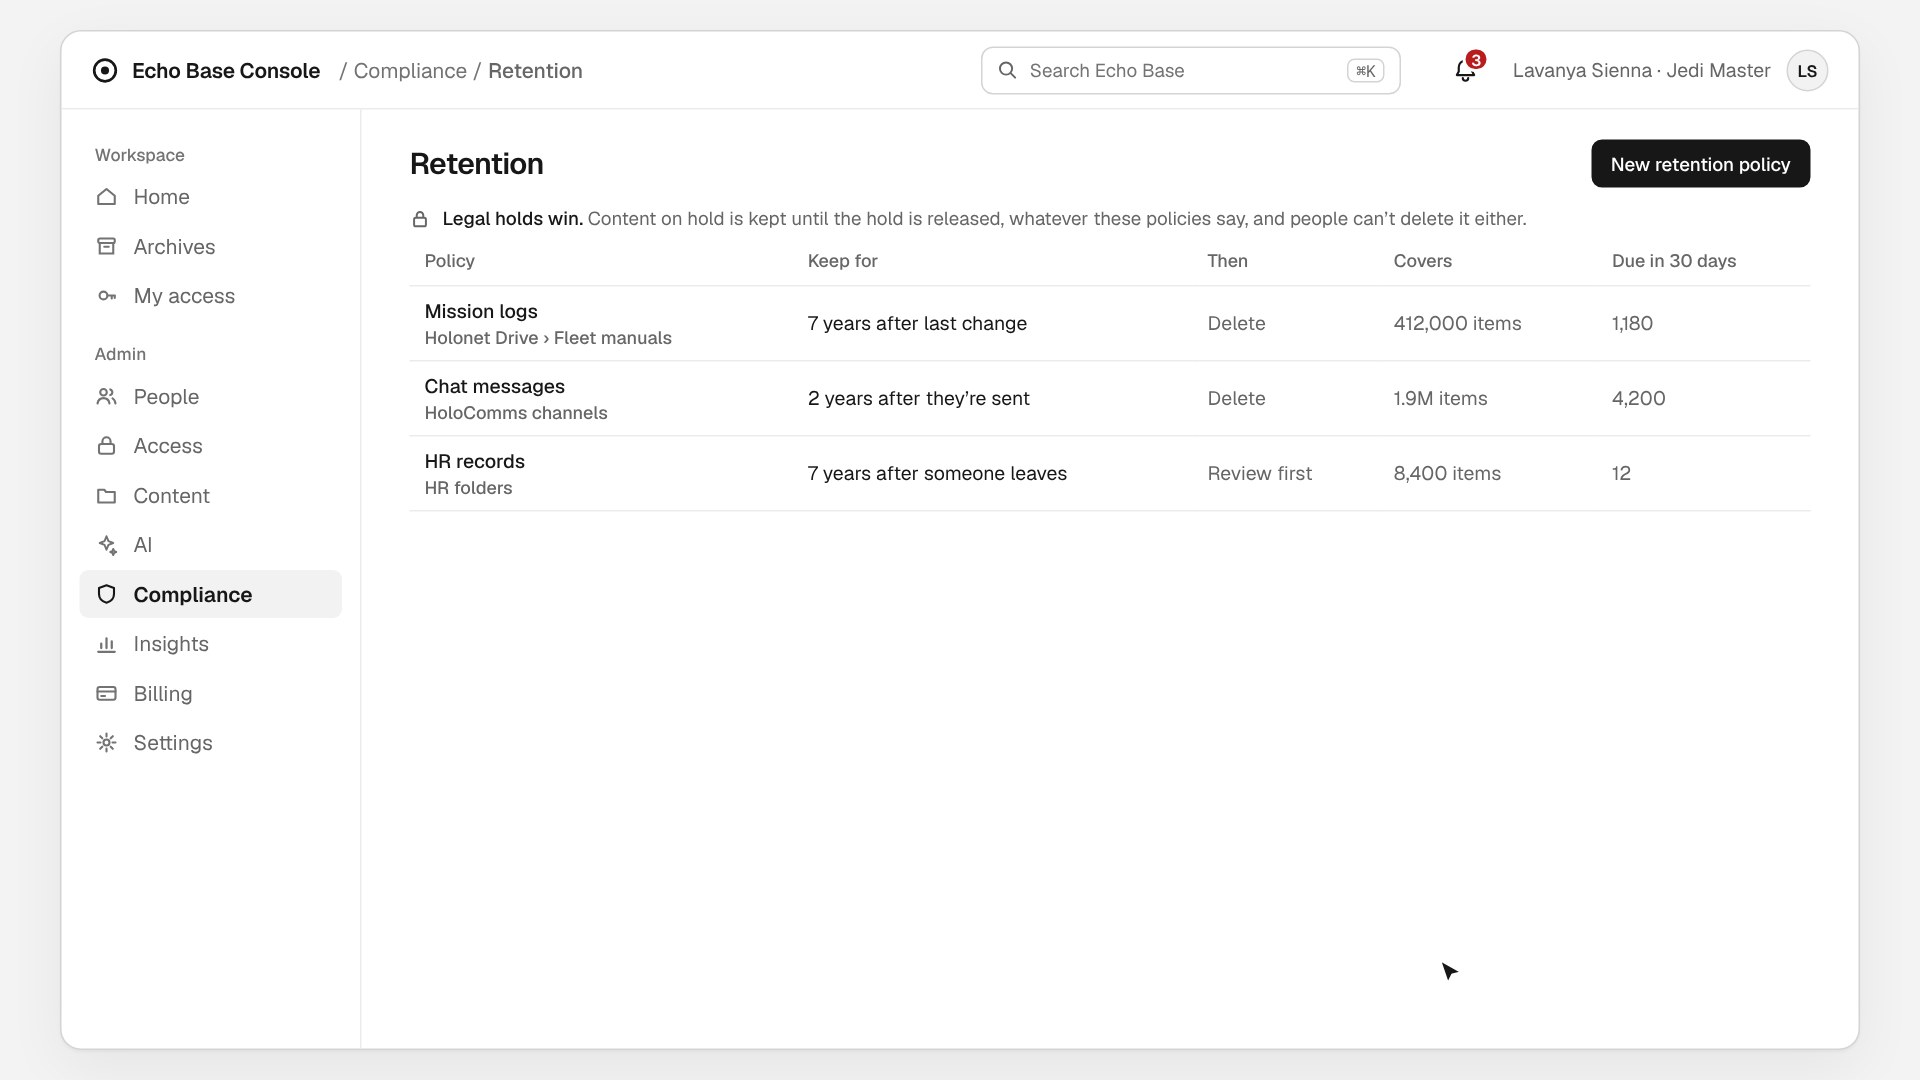 Echo Base Console / Compliance / Retention
Search Echo Base ⌘K
3
Lavanya Sienna · Jedi Master LS
Workspace
Home
Archives
My access
Admin
People
Access
Content
AI
Compliance
Insights
Billing
Settings
Retention
New retention policy
Legal holds win. Content on hold is kept until the hold is released, whatever these policies say, and people can’t delete it either.
Policy Keep for Then Covers Due in 30 days
Mission logs
Holonet Drive › Fleet manuals
7 years after last change Delete 412,000 items 1,180
Chat messages
HoloComms channels
2 years after they’re sent Delete 1.9M items 4,200
HR records
HR folders
7 years after someone leaves Review first 8,400 items 12